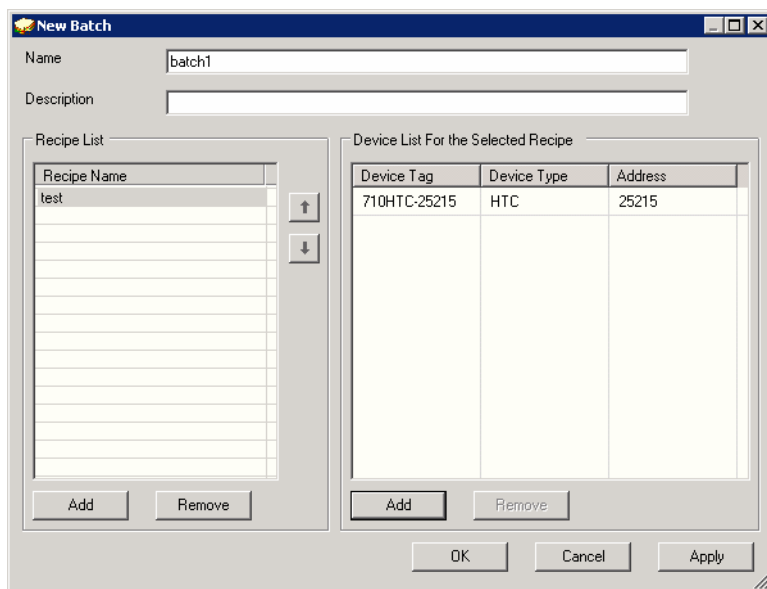 New Batch
Name
batch1
Description
Recipe List
Recipe Name
test
Add Remove
Device List For the Selected Recipe
Device Tag Device Type Address
710HTC-25215 HTC 25215
Add Remove
OK Cancel Apply